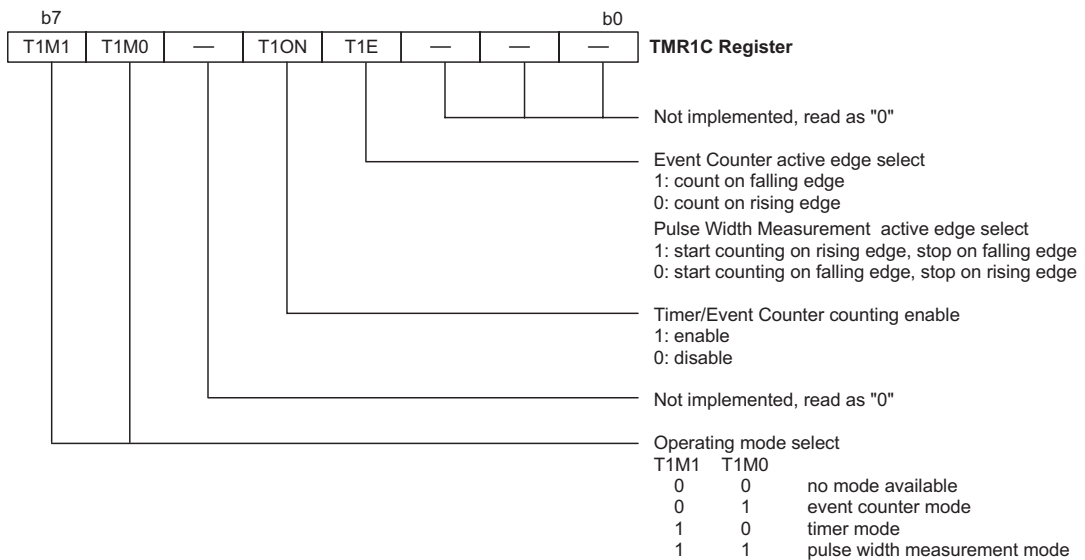 b7 b0
T1M1 T1M0 — T1ON T1E — — — TMR1C Register
Not implemented, read as "0"
Event Counter active edge select
1: count on falling edge
0: count on rising edge
Pulse Width Measurement active edge select
1: start counting on rising edge, stop on falling edge
0: start counting on falling edge, stop on rising edge
Timer/Event Counter counting enable
1: enable
0: disable
Not implemented, read as "0"
Operating mode select
T1M1 T1M0
0 0 no mode available
0 1 event counter mode
1 0 timer mode
1 1 pulse width measurement mode